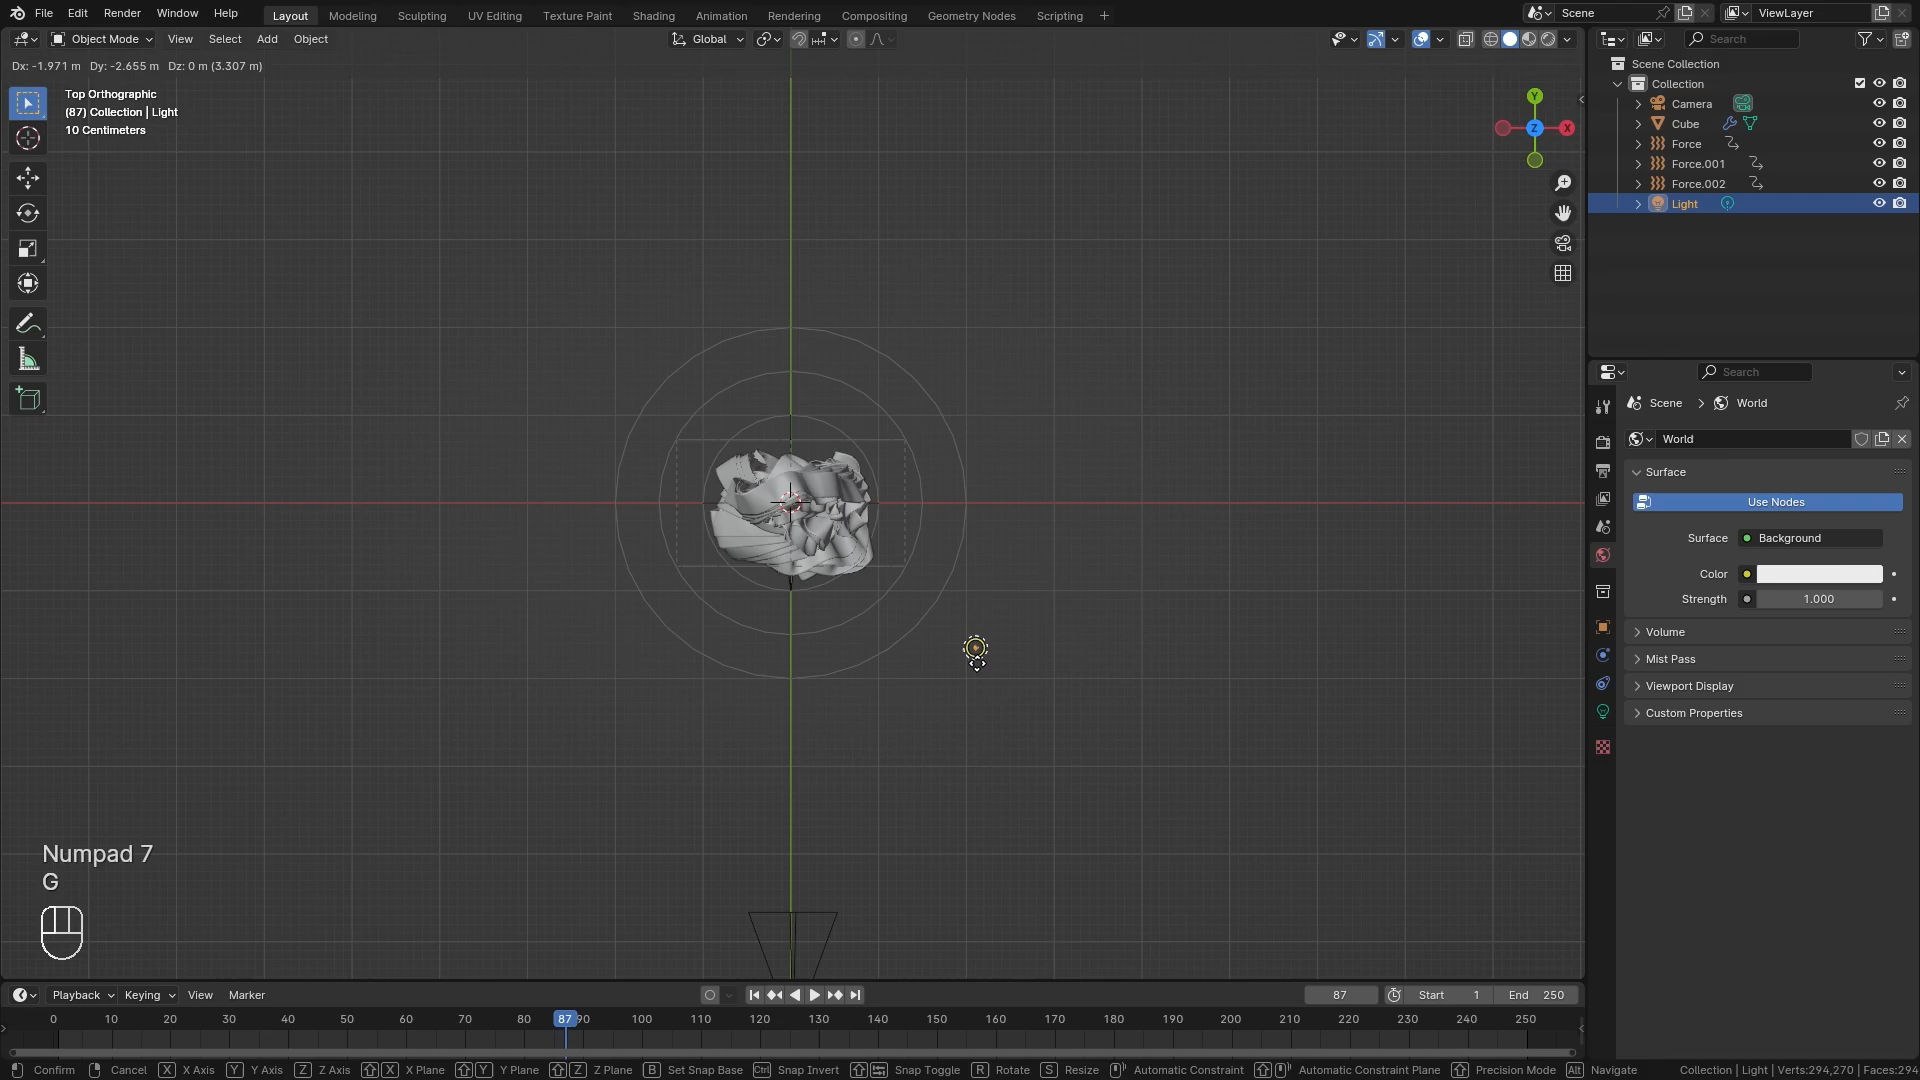 File Edit Render Window Help Layout Modeling Sculpting UV Editing Texture Paint Shading Animation Rendering Compositing Geometry Nodes Scripting + Scene ViewLayer
Object Mode View Select Add Object Global Search
Dx: -1.971 m Dy: -2.655 m Dz: 0 m (3.307 m)
Top Orthographic
(87) Collection | Light
10 Centimeters
Y
Z X
Scene Collection
Collection
Camera
Cube
Force
Force.001
Force.002
Light
Search
Scene > World
World
Surface
Use Nodes
Surface Background
Color
Strength 1.000
Volume
Mist Pass
Viewport Display
Custom Properties
Numpad 7
G
Playback Keying View Marker 87 Start 1 End 250
0 10 20 30 40 50 60 70 80 87 90 100 110 120 130 140 150 160 170 180 190 200 210 220 230 240 250
Confirm Cancel X X Axis Y Y Axis Z Z Axis X X Plane Y Y Plane Z Z Plane B Set Snap Base Ctrl Snap Invert Snap Toggle R Rotate S Resize Automatic Constraint Automatic Constraint Plane Precision Mode Alt Navigate Collection | Light | Verts:294,270 | Faces:294